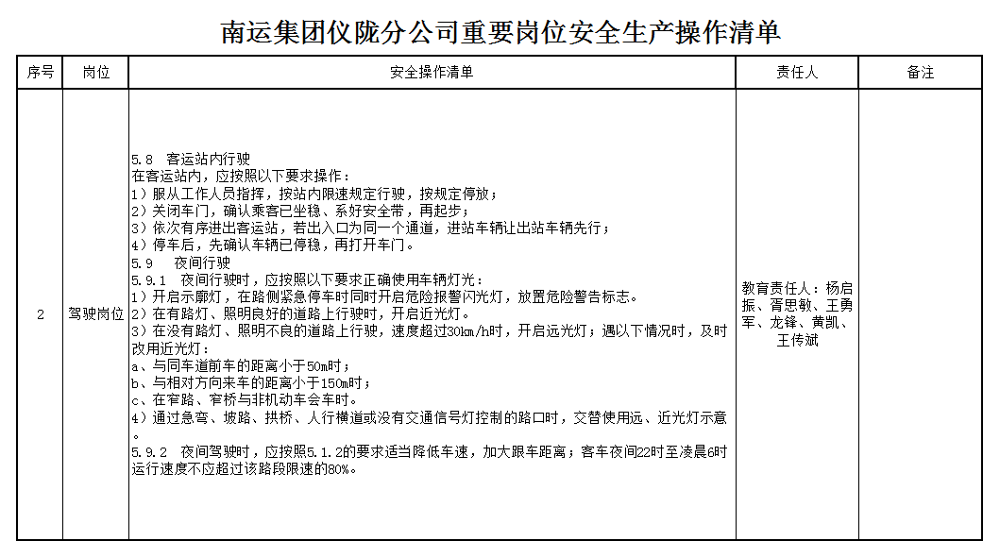 南运集团仪陇分公司重要岗位安全生产操作清单
序号 岗位 安全操作清单 责任人 备注
2 驾驶岗位
5.8 客运站内行驶
在客运站内，应按照以下要求操作：
1）服从工作人员指挥，按站内限速规定行驶，按规定停放；
2）关闭车门，确认乘客已坐稳、系好安全带，再起步；
3）依次有序进出客运站，若出入口为同一个通道，进站车辆让出站车辆先行；
4）停车后，先确认车辆已停稳，再打开车门。
5.9 夜间行驶
5.9.1 夜间行驶时，应按照以下要求正确使用车辆灯光：
1）开启示廓灯，在路侧紧急停车时同时开启危险报警闪光灯，放置危险警告标志。
2）在有路灯、照明良好的道路上行驶时，开启近光灯。
3）在没有路灯、照明不良的道路上行驶，速度超过30km/h时，开启远光灯；遇以下情况时，及时
改用近光灯：
a、与同车道前车的距离小于50m时；
b、与相对方向来车的距离小于150m时；
c、在窄路、窄桥与非机动车会车时。
4）通过急弯、坡路、拱桥、人行横道或没有交通信号灯控制的路口时，交替使用远、近光灯示意
。
5.9.2 夜间驾驶时，应按照5.1.2的要求适当降低车速，加大跟车距离；客车夜间22时至凌晨6时
运行速度不应超过该路段限速的80%。
教育责任人：杨启
振、胥思敏、王勇
军、龙锋、黄凯、
王传斌